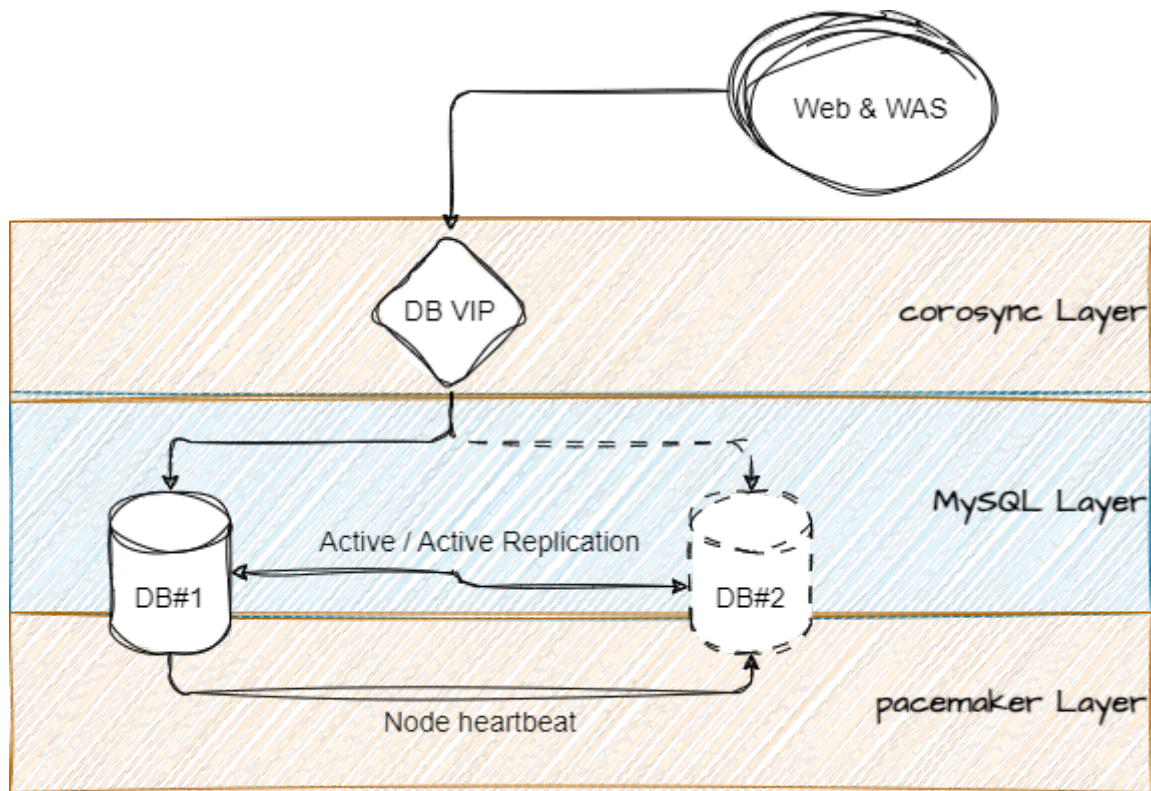 Web & WAS
DB VIP
corosync Layer
MySQL Layer
Active / Active Replication
DB#1
DB#2
pacemaker Layer
Node heartbeat